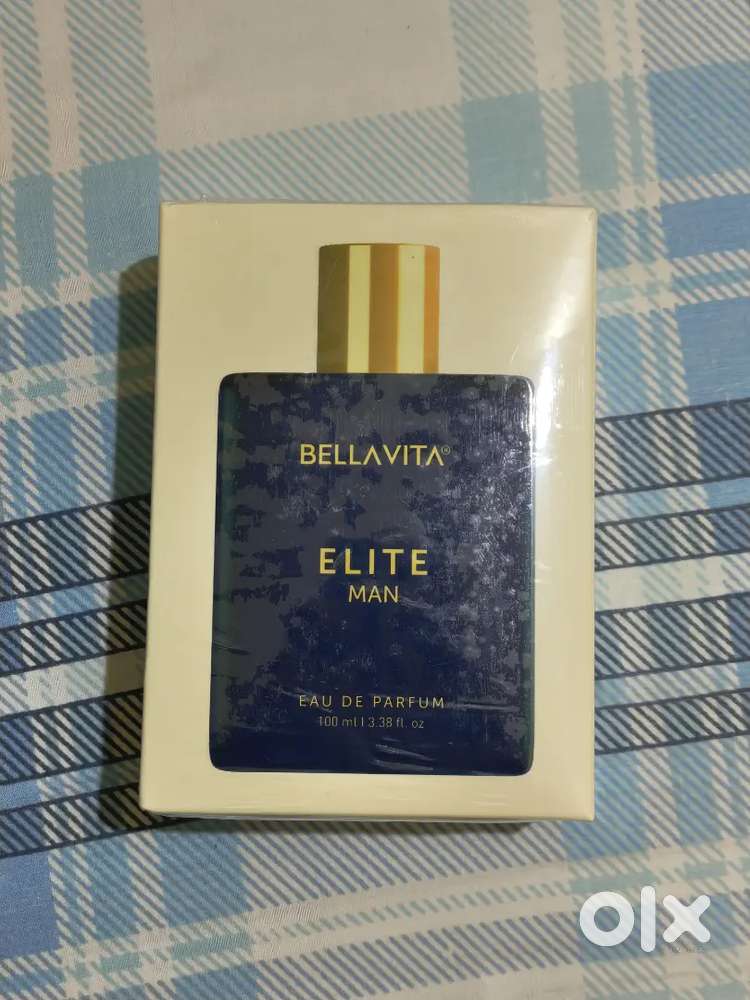 BELLAVITA®
ELITE
MAN
EAU DE PARFUM
100 ml | 3.38 fl. oz
olx